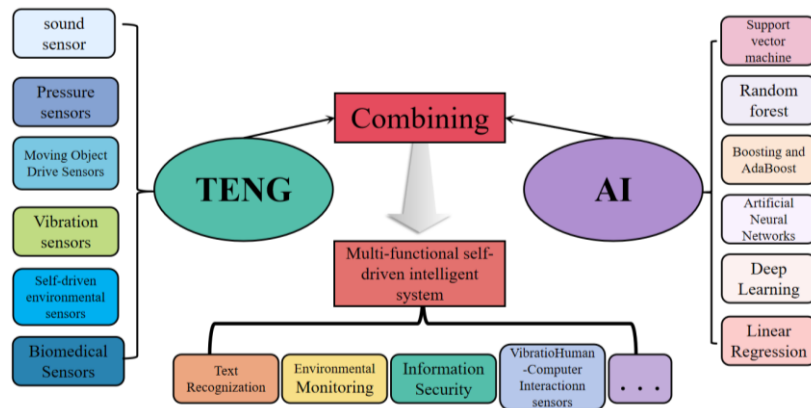 sound
sensor
Pressure
sensors
Moving Object
Drive Sensors
Vibration
sensors
Self-driven
environmental
sensors
Biomedical
Sensors
TENG
Combining
AI
Multi-functional self-
driven intelligent
system
Text
Recognization
Environmental
Monitoring
Information
Security
VibratioHuman
-Computer
Interactionn
sensors
. . .
Support
vector
machine
Random
forest
Boosting and
AdaBoost
Artificial
Neural
Networks
Deep
Learning
Linear
Regression